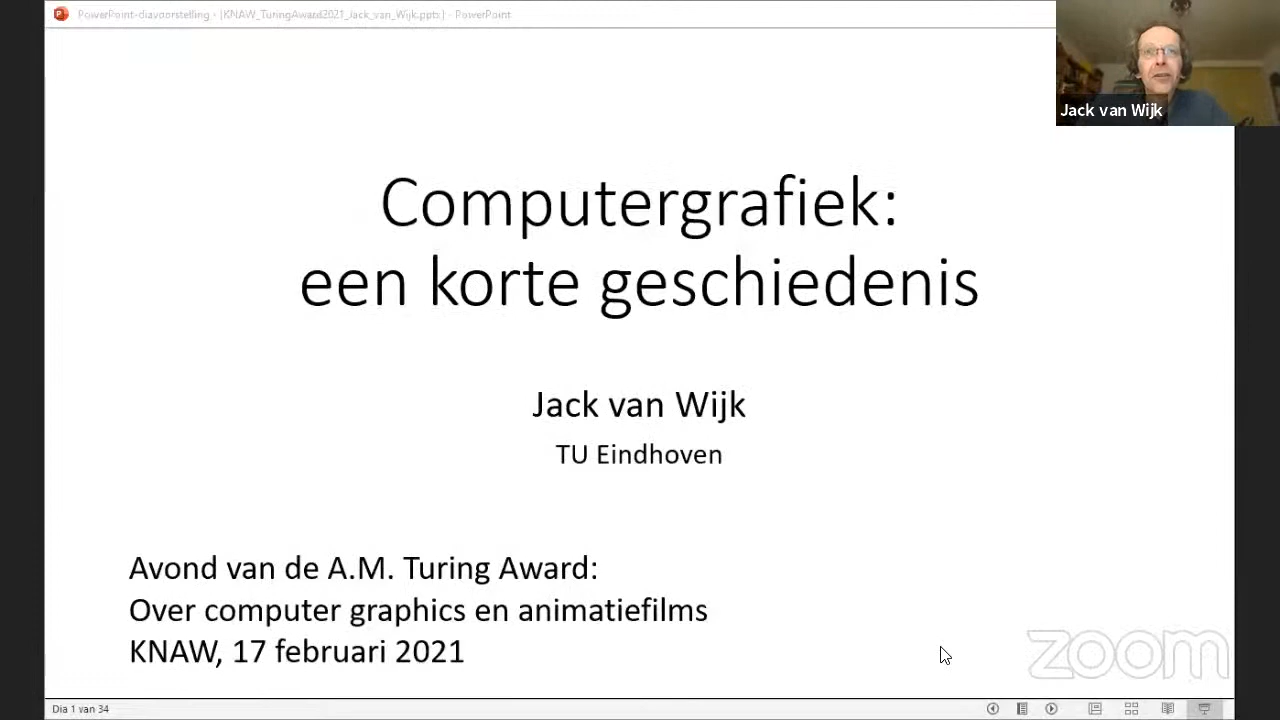 PowerPoint-diavoorstelling - [KNAW_TuringAward2021_Jack_van_Wijk.pptx] - PowerPoint
Jack van Wijk
Computergrafiek:
een korte geschiedenis
Jack van Wijk
TU Eindhoven
Avond van de A.M. Turing Award:
Over computer graphics en animatiefilms
KNAW, 17 februari 2021
zoom
Dia 1 van 34